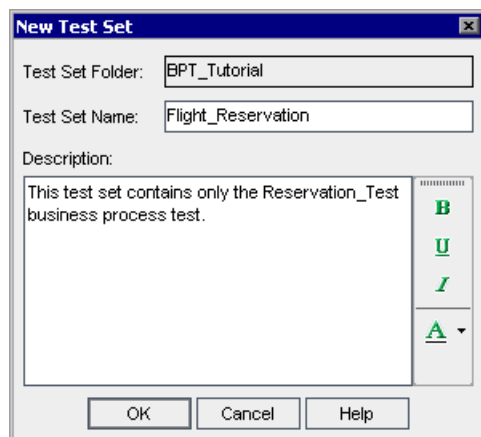 New Test Set
Test Set Folder: BPT_Tutorial
Test Set Name: Flight_Reservation
Description:
This test set contains only the Reservation_Test
business process test.
B
U
I
A
OK Cancel Help